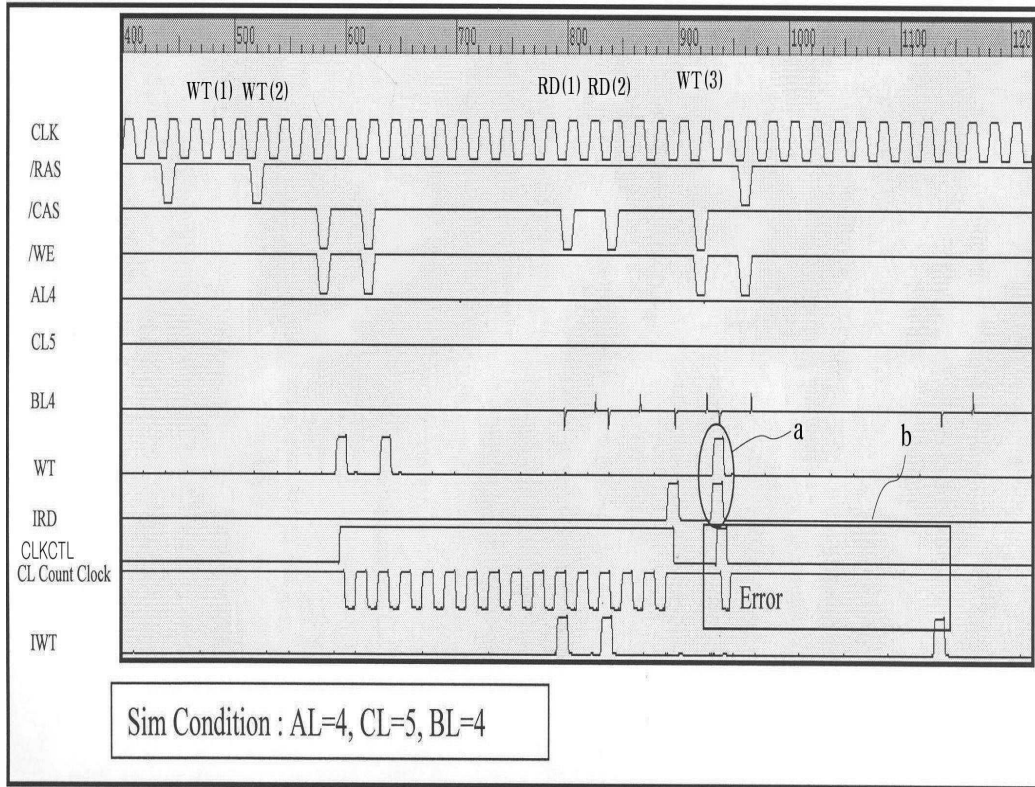 400 500 600 700 800 900 1000 1100 120
WT(1) WT(2) RD(1) RD(2) WT(3)
CLK
/RAS
/CAS
/WE
AL4
CL5
BL4
a
b
WT
IRD
CLKCTL
CL Count Clock
Error
IWT
Sim Condition : AL=4, CL=5, BL=4